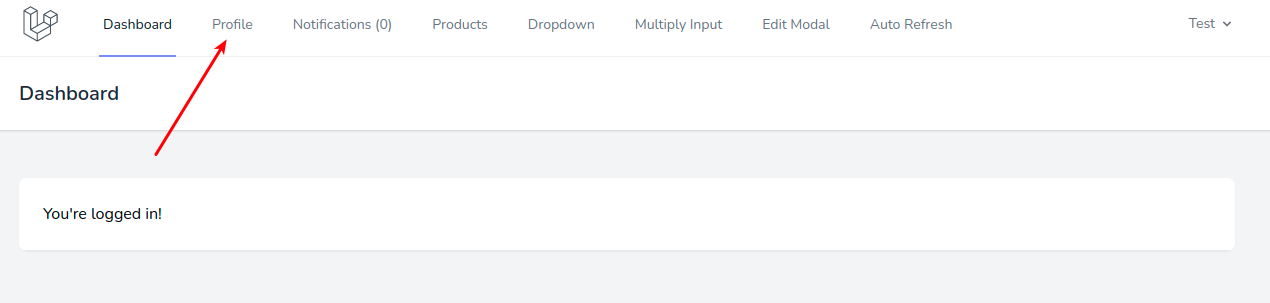 Dashboard Profile Notifications (0) Products Dropdown Multiply Input Edit Modal Auto Refresh Test
Dashboard
You're logged in!